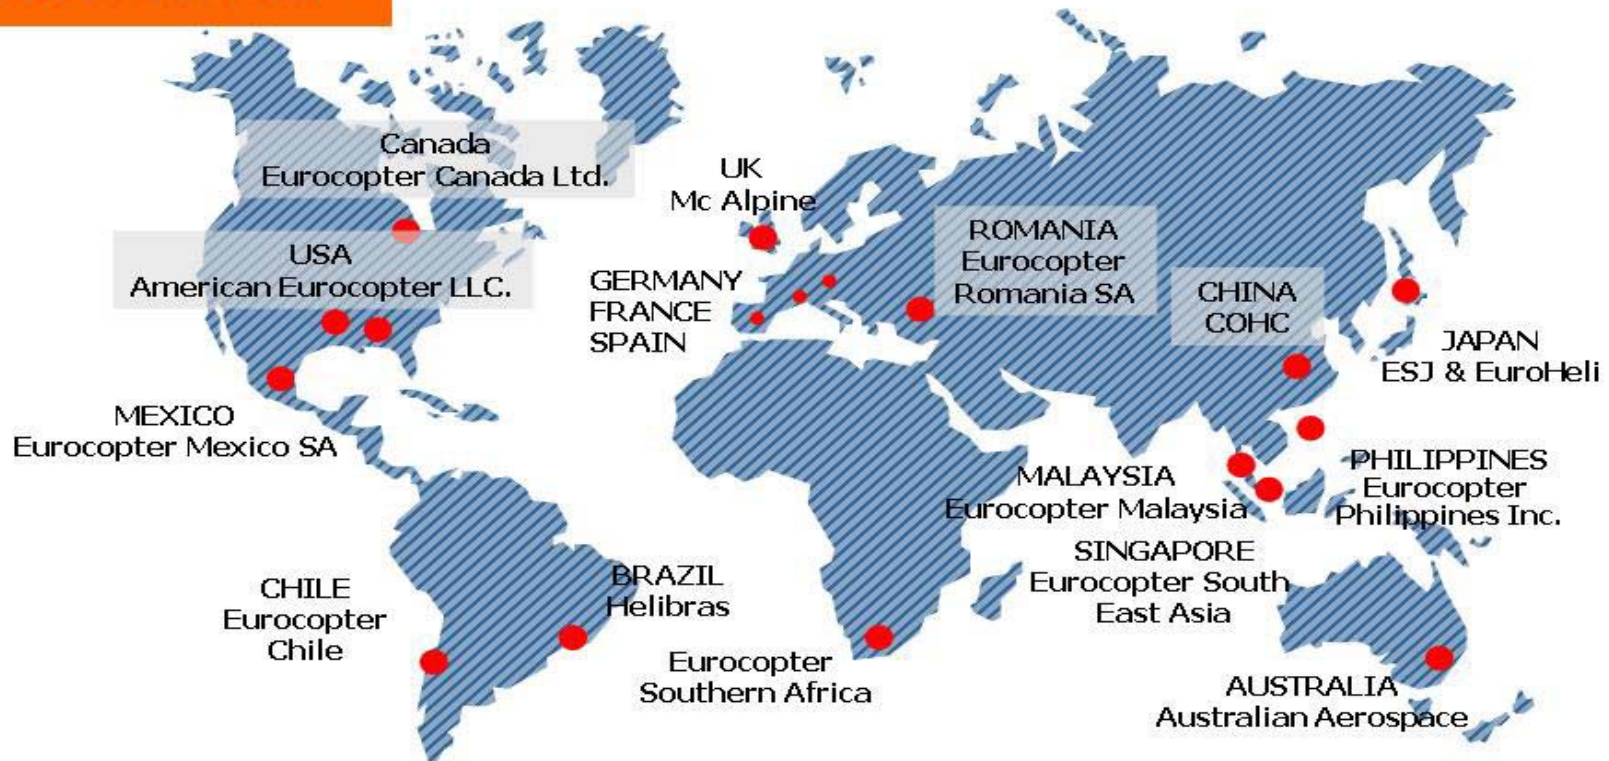 Canada
Eurocopter Canada Ltd.
USA
American Eurocopter LLC.
MEXICO
Eurocopter Mexico SA
CHILE
Eurocopter
Chile
BRAZIL
Helibras
UK
Mc Alpine
GERMANY
FRANCE
SPAIN
ROMANIA
Eurocopter
Romania SA
CHINA
COHC
JAPAN
ESJ & EuroHeli
MALAYSIA
Eurocopter Malaysia
PHILIPPINES
Eurocopter
Philippines Inc.
SINGAPORE
Eurocopter South
East Asia
Eurocopter
Southern Africa
AUSTRALIA
Australian Aerospace